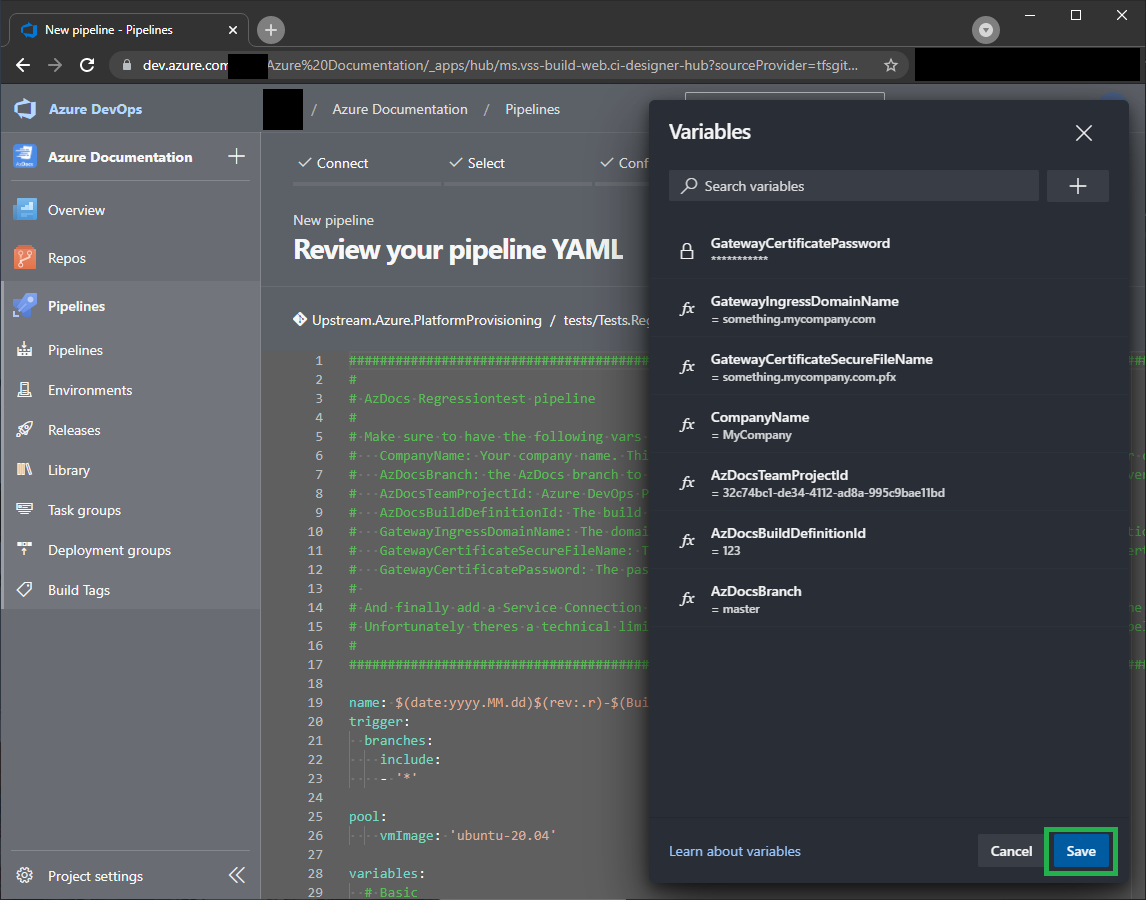 New pipeline - Pipelines
dev.azure.com
Azure%20Documentation/_apps/hub/ms.vss-build-web.ci-designer-hub?sourceProvider=tfsgit...
Azure DevOps
/ Azure Documentation / Pipelines
Azure Documentation
Overview
Repos
Pipelines
Pipelines
Environments
Releases
Library
Task groups
Deployment groups
Build Tags
Project settings
Connect
Select
Conf
New pipeline
Review your pipeline YAML
Upstream.Azure.PlatformProvisioning / tests/Tests.Reg
1 ########################################
2 #
3 # AzDocs Regressiontest pipeline
4 #
5 # Make sure to have the following vars
6 # CompanyName: Your company name. Thi
7 # AzDocsBranch: the AzDocs branch to
8 # AzDocsTeamProjectId: Azure DevOps P
9 # AzDocsBuildDefinitionId: The build
10 # GatewayIngressDomainName: The doma
11 # GatewayCertificateSecureFileName: T
12 # GatewayCertificatePassword: The pas
13 #
14 # And finally add a Service Connection
15 # Unfortunately theres a technical limi
16 #
17 ########################################
18
19 name: $(date:yyyy.MM.dd)$(rev:.r)-$(Bui
20 trigger:
21 branches:
22 include:
23 - '*'
24
25 pool:
26 vmImage: 'ubuntu-20.04'
27
28 variables:
29 # Basic
Variables
Search variables
GatewayCertificatePassword
***********
fx GatewayIngressDomainName
= something.mycompany.com
fx GatewayCertificateSecureFileName
= something.mycompany.com.pfx
fx CompanyName
= MyCompany
fx AzDocsTeamProjectId
= 32c74bc1-de34-4112-ad8a-995c9bae11bd
fx AzDocsBuildDefinitionId
= 123
fx AzDocsBranch
= master
Learn about variables
Cancel
Save